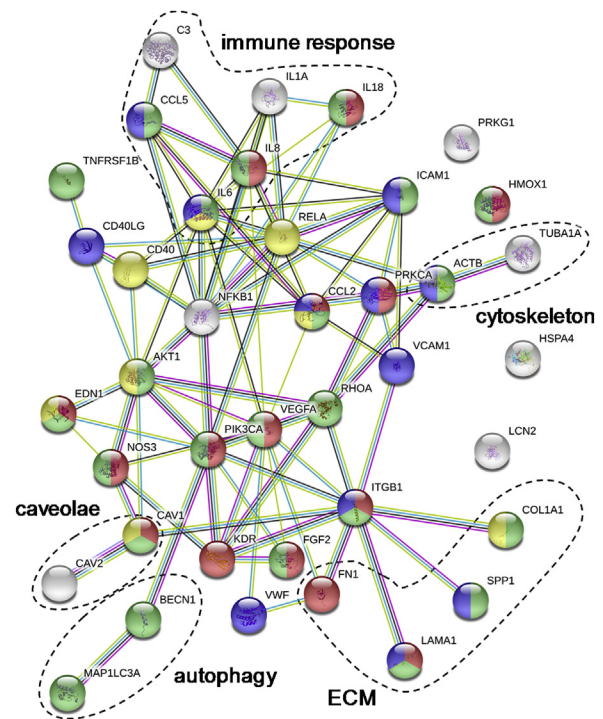 C3
immune response
IL1A
IL18
CCL5
PRKG1
IL8
TNFRSF1B
ICAM1
HMOX1
IL6
CD40LG
RELA
TUBA1A
CD40
ACTB
PRKCA
CCL2
NFKB1
cytoskeleton
VCAM1
HSPA4
AKT1
RHOA
EDN1
VEGFA
PIK3CA
LCN2
NOS3
ITGB1
caveolae
COL1A1
CAV1
KDR
FGF2
CAV2
FN1
SPP1
BECN1
VWF
LAMA1
MAP1LC3A
autophagy
ECM